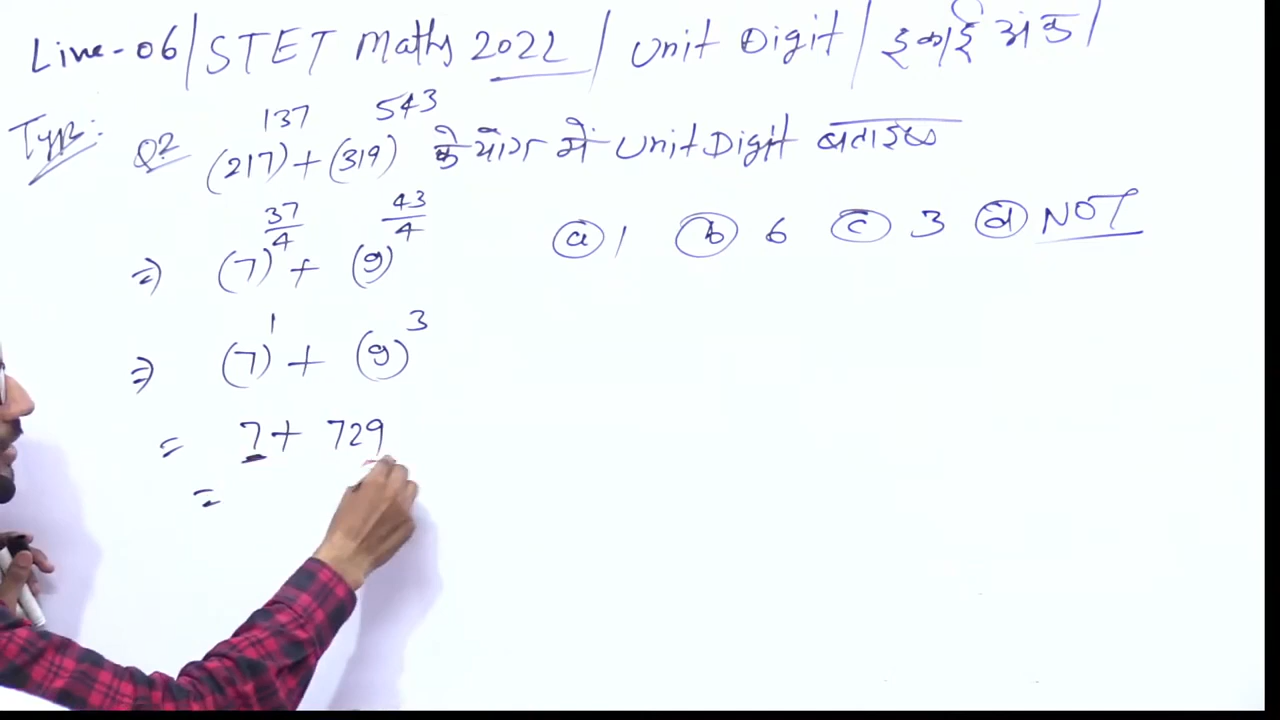 Line-06/STET Maths 2022/Unit Digit/इकाई अंक/
Type: Q2 (217)^137 + (319)^543 के योग में Unit Digit बताइए
(a) 1 (b) 6 (c) 3 (d) NOT
⇒ (7)^37/4 + (9)^43/4
⇒ (7)^1 + (9)^3
= 7 + 729
=